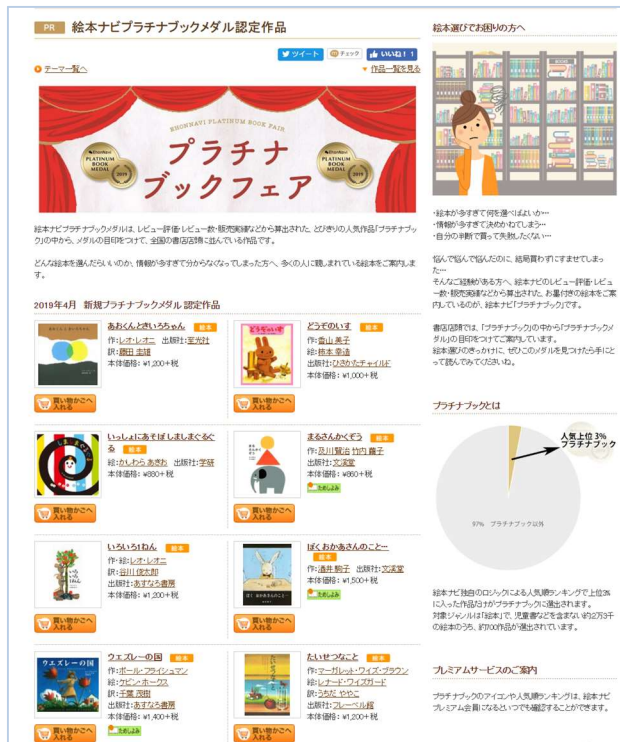 PR 絵本ナビプラチナブックメダル認定作品
ツイート チェック いいね! 1
テーマ一覧へ 作品一覧を見る
EHONNAVI PLATINUM BOOK FAIR
プラチナ
ブックフェア
PLATINUM
BOOK
MEDAL
2019
PLATINUM
BOOK
MEDAL
2019
絵本ナビプラチナブックメダルは、レビュー評価・レビュー数・販売実績などから算出された、とびきりの人気作品「プラチナブッ
ク」の中から、メダルの目印をつけて、全国の書店店頭に並んでいる作品です。
どんな絵本を選んだらいいのか、情報が多すぎて分からなくなってしまった方へ、多くの人に親しまれている絵本をご案内しま
す。
2019年4月 新規プラチナブックメダル認定作品
あおくんときいろちゃん 絵本
作:レオ・レオニ 出版社:至光社
訳:藤田 圭雄
本体価格: ¥1,200+税
買い物かごへ
入れる
どうぞのいす 絵本
作:香山 美子
絵:柿本 幸造
出版社:ひさかたチャイルド
本体価格: ¥1,000+税
買い物かごへ
入れる
いっしょにあそぼ しましまぐるぐ
る 絵本
絵:かしわら あきお 出版社:学研
本体価格: ¥880+税
買い物かごへ
入れる
まるさんかくぞう 絵本
作:及川 賢治 竹内 繭子
出版社:文溪堂
本体価格: ¥860+税
ためしよみ
買い物かごへ
入れる
いろいろ1ねん 絵本
作・絵:レオ・レオニ
訳:谷川 俊太郎
出版社:あすなろ書房
本体価格: ¥1,200+税
買い物かごへ
入れる
ぼく おかあさんのこと…
絵本
作:酒井 駒子 出版社:文溪堂
本体価格: ¥1,500+税
ためしよみ
買い物かごへ
入れる
ウエズレーの国 絵本
作:ポール・フライシュマン
絵:ケビン・ホークス
訳:千葉 茂樹
出版社:あすなろ書房
本体価格: ¥1,400+税
ためしよみ
買い物かごへ
入れる
たいせつなこと 絵本
作:マーガレット・ワイズ・ブラウン
絵:レナード・ワイズガード
訳:うちだ ややこ
出版社:フレーベル館
本体価格: ¥1,200+税
買い物かごへ
入れる
絵本選びでお困りの方へ
BOOKS
・絵本が多すぎて何を選べばよいか…
・情報が多すぎて決めかねてしまう…
・自分の判断で買って失敗したくない…
悩んで悩んで悩んだのに、結局買わずにすませてしまっ
た…
そんなご経験がある方へ、絵本ナビのレビュー評価・レビュ
ー数・販売実績などから算出された、お墨付きの絵本をご案
内しているのが、絵本ナビ「プラチナブック」です。
書店店頭では、「プラチナブック」の中から「プラチナブックメ
ダル」の目印をつけてご案内しています。
絵本選びのきっかけに、ぜひこのメダルを見つけたら手にと
って読んでみてくださいね。
プラチナブックとは
人気上位 3%
プラチナブック
97% プラチナブック以外
絵本ナビ独自のロジックによる人気順ランキングで上位3%
に入った作品だけがプラチナブックに選出されます。
対象ジャンルは「絵本」で、児童書などを含まない約2万3千
の絵本のうち、約700作品が選出されています。
プレミアムサービスのご案内
プラチナブックのアイコンや人気順ランキングは、絵本ナビ
プレミアム会員になるといつでも確認することができます。